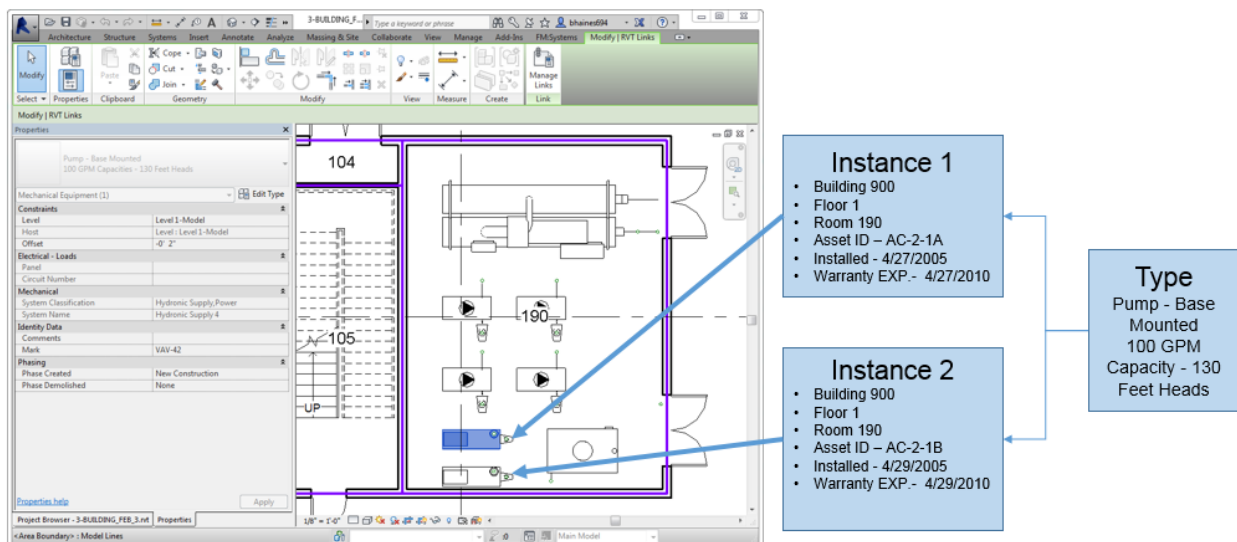 3-BUILDING_F...
Type a keyword or phrase
bhaines694
Architecture Structure Systems Insert Annotate Analyze Massing & Site Collaborate View Manage Add-Ins FM:Systems Modify | RVT Links
Modify
Paste
Cope
Cut
Join
Manage
Links
Select Properties Clipboard Geometry Modify View Measure Create Link
Modify | RVT Links
Properties
Pump - Base Mounted
100 GPM Capacities - 130 Feet Heads
Mechanical Equipment (1) Edit Type
Constraints
Level Level 1-Model
Host Level : Level 1-Model
Offset -0' 2"
Electrical - Loads
Panel
Circuit Number
Mechanical
System Classification Hydronic Supply,Power
System Name Hydronic Supply 4
Identity Data
Comments
Mark VAV-42
Phasing
Phase Created New Construction
Phase Demolished None
Properties help
Apply
Project Browser - 3-BUILDING_FEB_3.rvt Properties
<Area Boundary> : Model Lines
104
105
UP
190
1/8" = 1'-0"
:0
Main Model
Instance 1
• Building 900
• Floor 1
• Room 190
• Asset ID – AC-2-1A
• Installed - 4/27/2005
• Warranty EXP.- 4/27/2010
Instance 2
• Building 900
• Floor 1
• Room 190
• Asset ID – AC-2-1B
• Installed - 4/29/2005
• Warranty EXP.- 4/29/2010
Type
Pump - Base
Mounted
100 GPM
Capacity - 130
Feet Heads